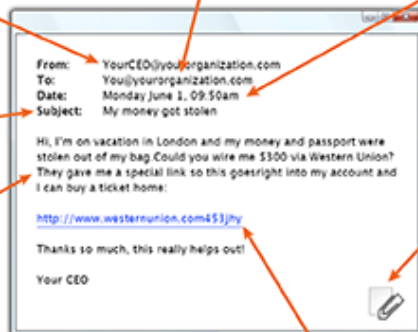 From: YourCEO@yourorganization.com
To: You@yourorganization.com
Date: Monday June 1, 09:50am
Subject: My money got stolen
Hi, I'm on vacation in London and my money and passport were
stolen out of my bag.Could you wire me $300 via Western Union?
They gave me a special link so this goesright into my account and
I can buy a ticket home:
http://www.westernunion.com453jhy
Thanks so much, this really helps out!
Your CEO